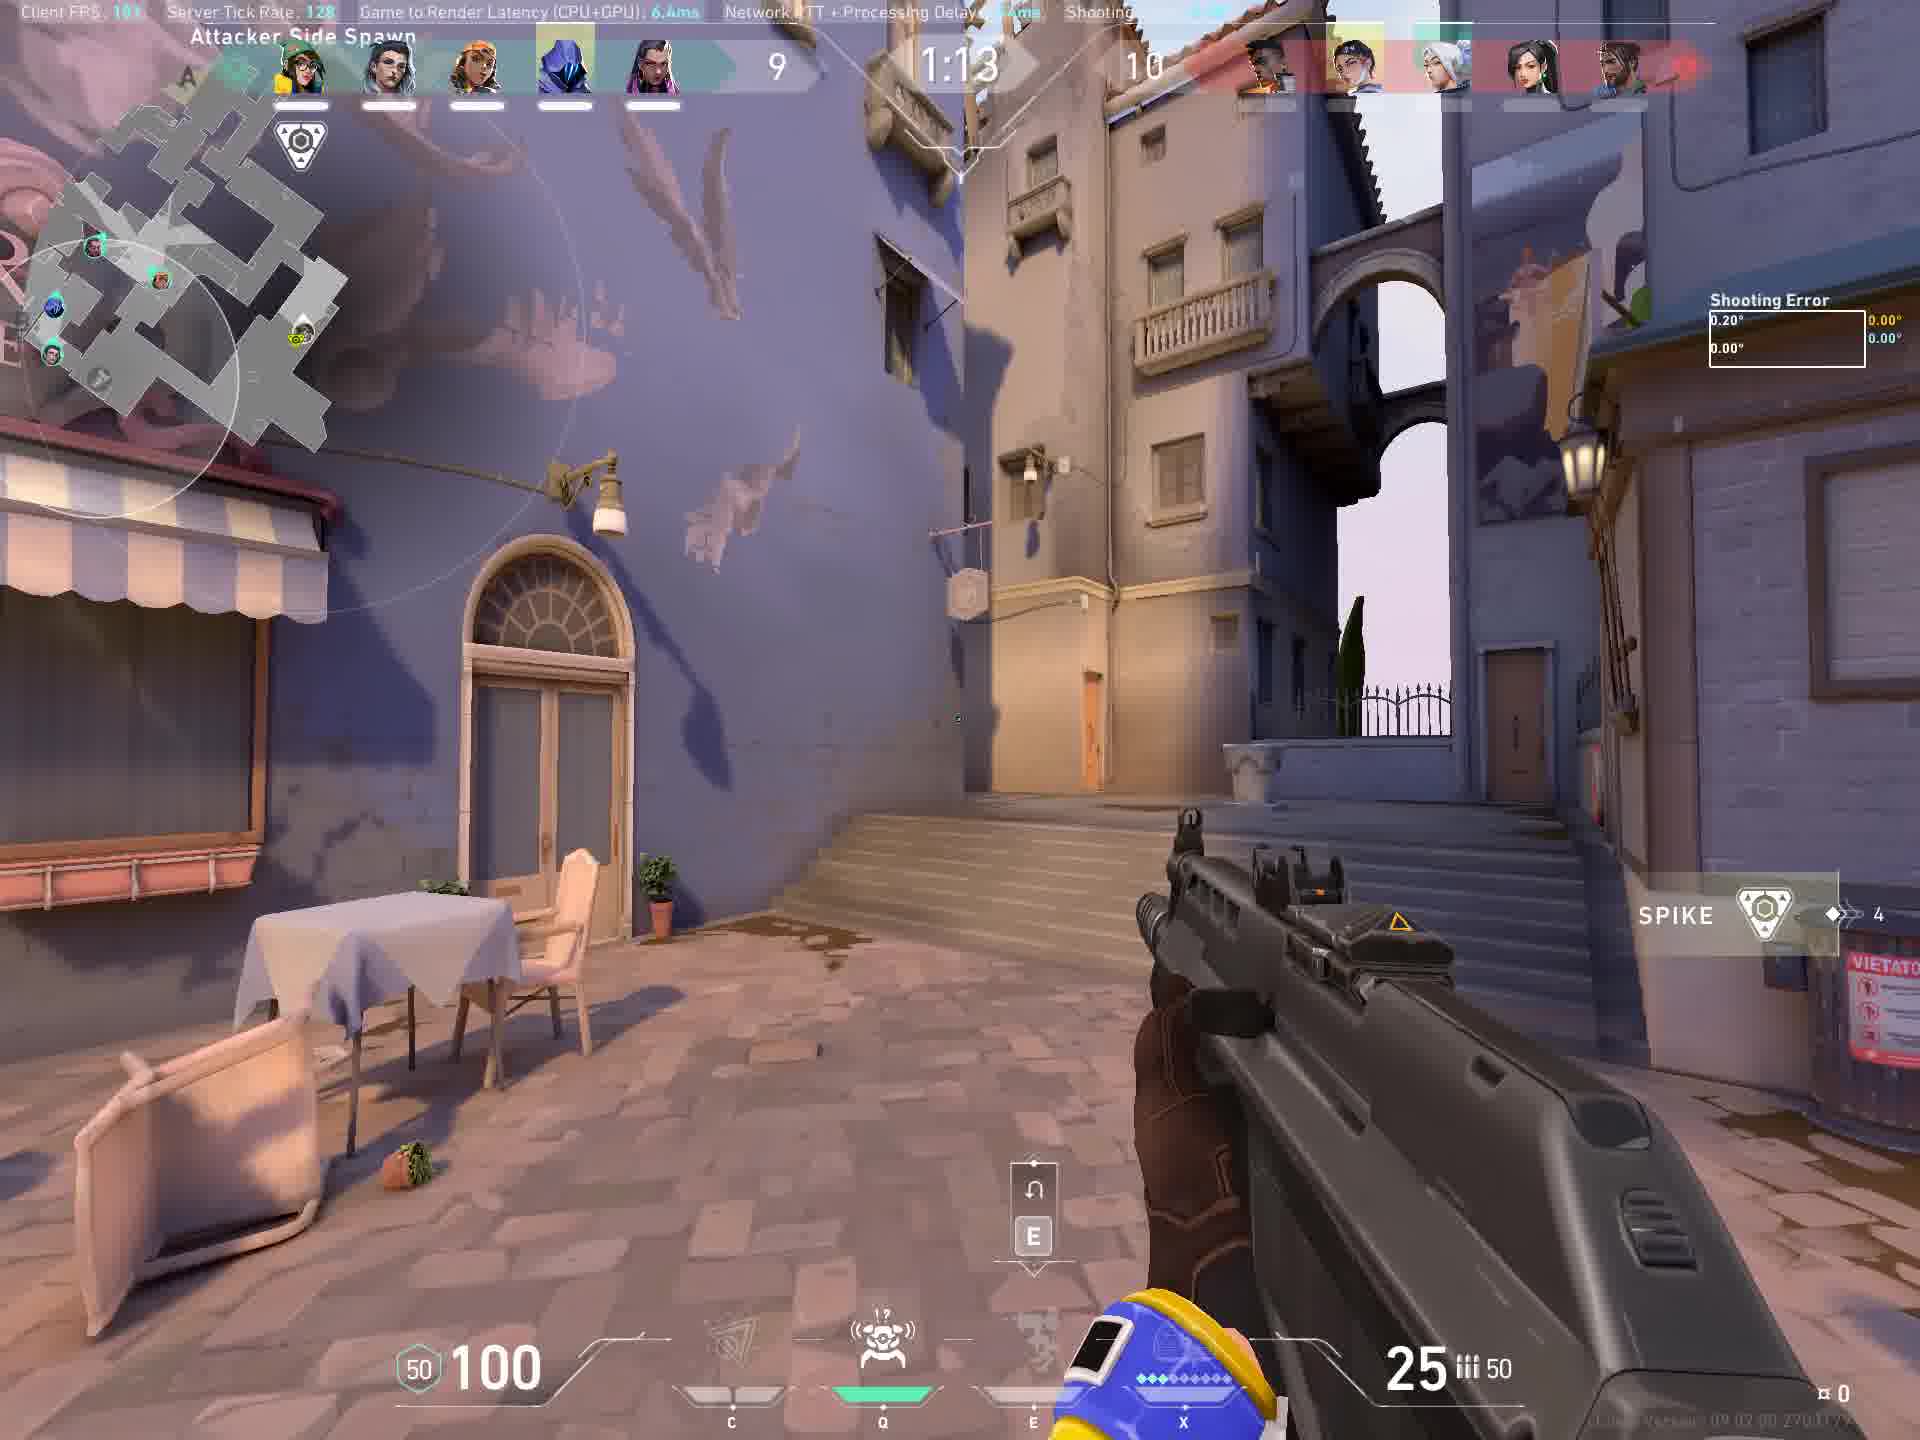 Client FPS: 181 Server Tick Rate: 128 Game to Render Latency (CPU+GPU): 6.4ms Network RTT + Processing Delay Shooting
Attacker Side Spawn
A
9
1:13
10
Shooting Error
0.20°
0.00°
0.00°
0.00°
SPIKE
4
VIETATO
E
50
100
25
50
¤ 0
C
Q
E
X